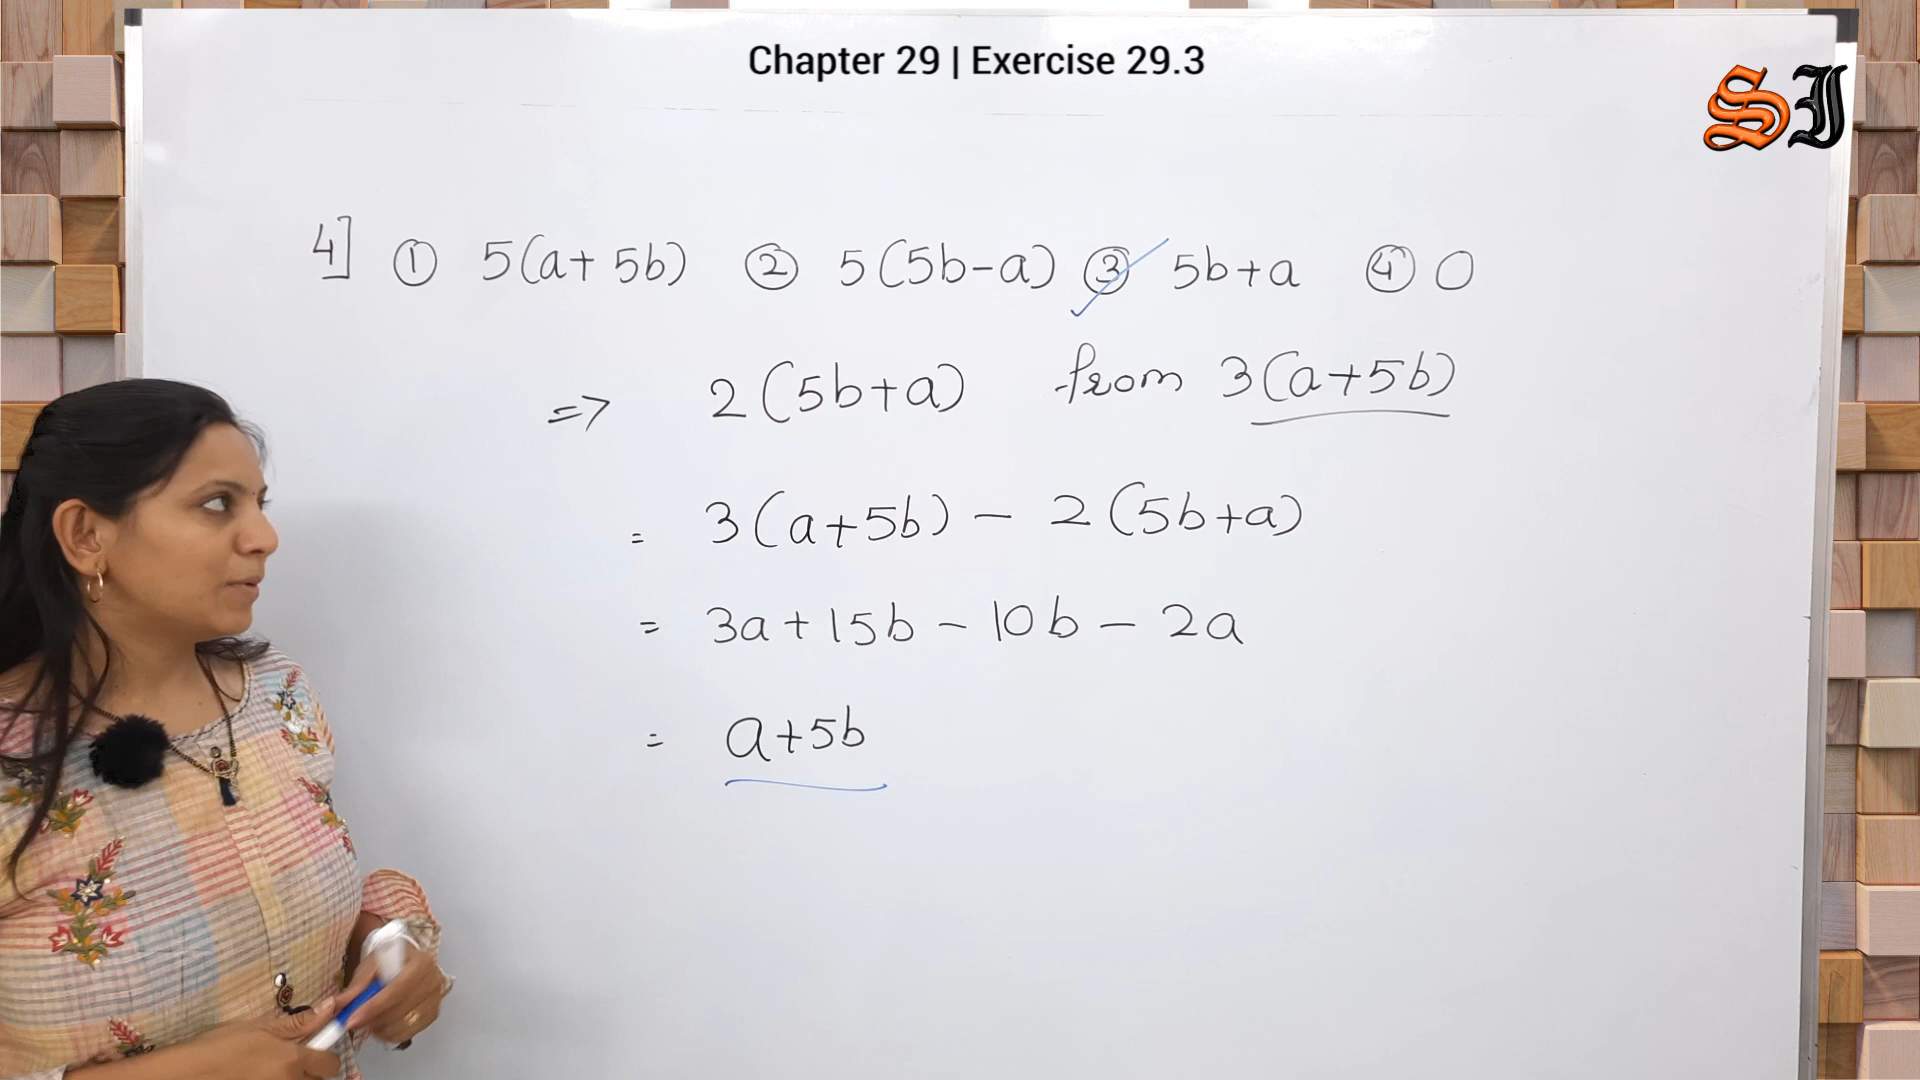 Chapter 29 | Exercise 29.3
SJ
4] ① 5(a+5b) ② 5(5b-a) ③ 5b+a ④ 0
=> 2(5b+a) from 3(a+5b)
= 3(a+5b) - 2(5b+a)
= 3a+15b-10b-2a
= a+5b